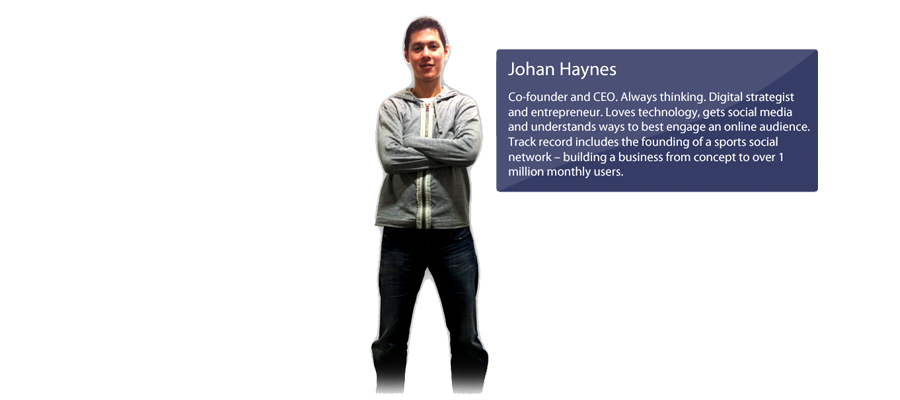 Johan Haynes
Co-founder and CEO. Always thinking. Digital strategist
and entrepreneur. Loves technology, gets social media
and understands ways to best engage an online audience.
Track record includes the founding of a sports social
network – building a business from concept to over 1
million monthly users.